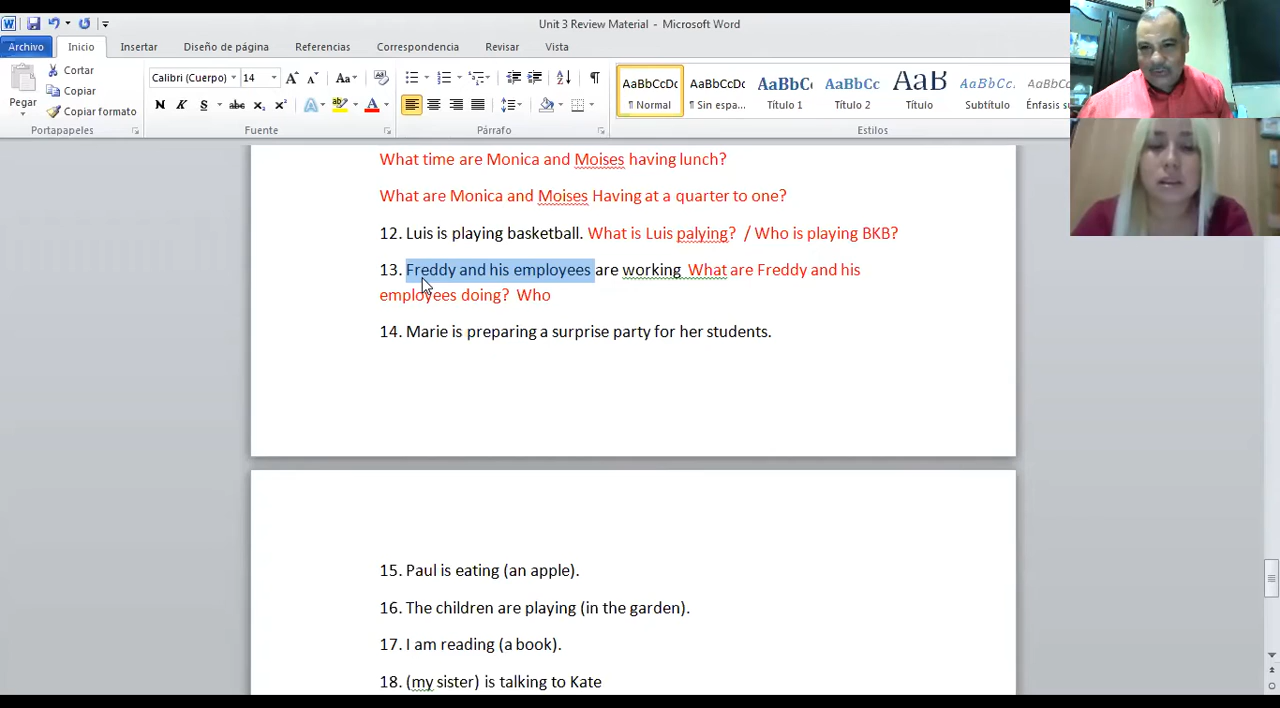 Unit 3 Review Material - Microsoft Word
Archivo Inicio Insertar Diseño de página Referencias Correspondencia Revisar Vista
Pegar
Cortar
Copiar
Copiar formato
Portapapeles
Calibri (Cuerpo) 14
N K S abc x₂ x²
Fuente
Párrafo
AaBbCcDc AaBbCcDc AaBbCc AaBbCc AaB AaBbCc AaBbCcDc
¶ Normal ¶ Sin espa... Título 1 Título 2 Título Subtítulo Énfasis su
Estilos
What time are Monica and Moises having lunch?
What are Monica and Moises Having at a quarter to one?
12. Luis is playing basketball. What is Luis palying? / Who is playing BKB?
13. Freddy and his employees are working What are Freddy and his
employees doing? Who
14. Marie is preparing a surprise party for her students.
15. Paul is eating (an apple).
16. The children are playing (in the garden).
17. I am reading (a book).
18. (my sister) is talking to Kate